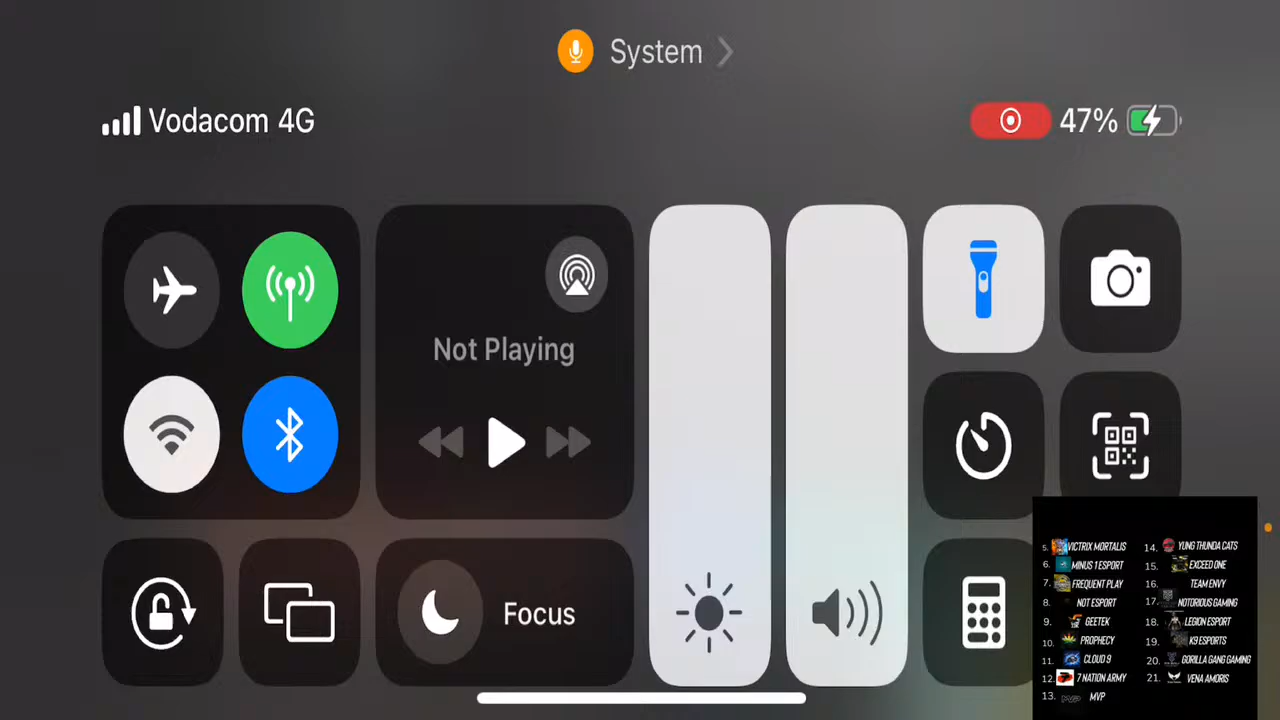 System
Vodacom 4G
47%
Not Playing
Focus
5. VICTRIX MORTALIS
6. MINUS 1 ESPORT
7. FREQUENT PLAY
8. NOT ESPORT
9. GEETEK
10. PROPHECY
11. CLOUD 9
12. 7 NATION ARMY
13. MVP
14. YUNG THUNDA CATS
15. EXCEED ONE
16. TEAM ENVY
17. NOTORIOUS GAMING
18. LEGION ESPORT
19. K9 ESPORTS
20. GORILLA GANG GAMING
21. VENA AMORIS